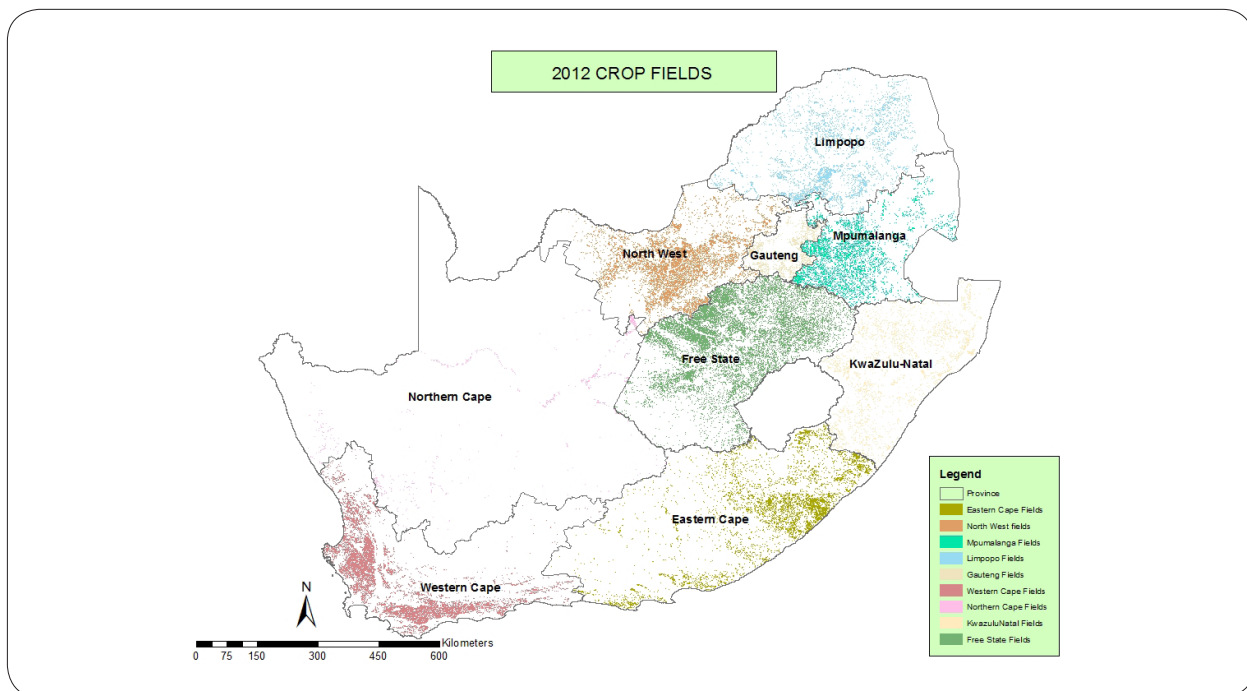 2012 CROP FIELDS
Limpopo
Mpumalanga
North West
Gauteng
Free State
KwaZulu-Natal
Northern Cape
Eastern Cape
Western Cape
N
Kilometers
0 75 150 300 450 600
Legend
Province
Eastern Cape Fields
North West fields
Mpumalanga Fields
Limpopo Fields
Gauteng Fields
Western Cape Fields
Northern Cape Fields
KwazuluNatal Fields
Free State Fields